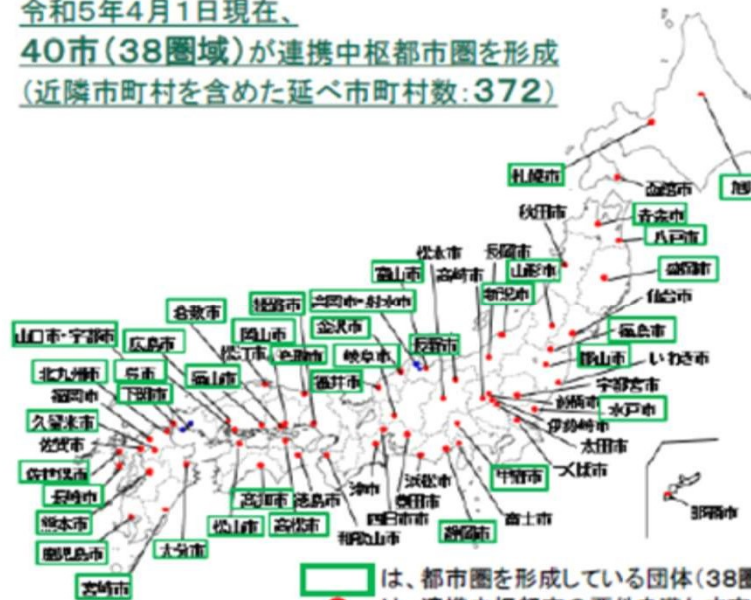 令和5年4月1日現在、
40市(38圏域)が連携中枢都市圏を形成
(近隣市町村を含めた延べ市町村数:372)
札幌市
函館市
秋田市
青森市
八戸市
松本市
長岡市
富山市
高崎市
山形市
盛岡市
新潟市
仙台市
倉敷市
姫路市
高岡市・射水市
金沢市
福島市
山口市・宇部市
広島市
岡山市
松江市
岐阜市
長野市
郡山市
いわき市
北九州市
呉市
福山市
福井市
宇都宮市
福岡市
下関市
前橋市
水戸市
久留米市
伊勢崎市
佐賀市
太田市
佐世保市
つくば市
甲府市
長崎市
高知市
徳島市
津市
浜松市
豊田市
熊本市
松山市
高松市
四日市市
静岡市
富士市
那覇市
和歌山市
鹿児島市
大分市
宮崎市
は、都市圏を形成している団体(38圏